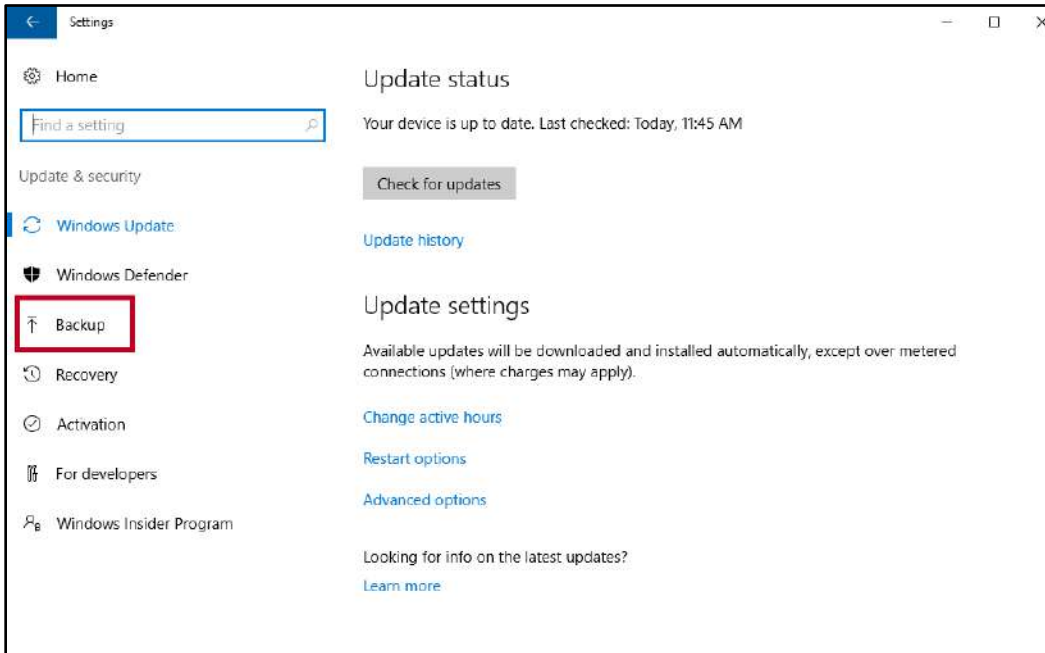 Settings
Home
Find a setting
Update & security
Windows Update
Windows Defender
Backup
Recovery
Activation
For developers
Windows Insider Program
Update status
Your device is up to date. Last checked: Today, 11:45 AM
Check for updates
Update history
Update settings
Available updates will be downloaded and installed automatically, except over metered
connections (where charges may apply).
Change active hours
Restart options
Advanced options
Looking for info on the latest updates?
Learn more